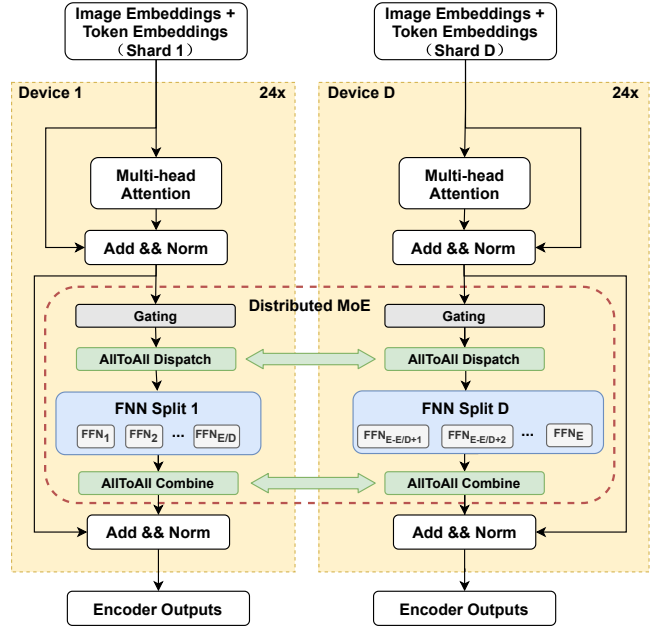 Image Embeddings +
Token Embeddings
（Shard 1）
Image Embeddings +
Token Embeddings
（Shard D）
Device 1
24x
Device D
24x
Multi-head
Attention
Multi-head
Attention
Add && Norm
Add && Norm
Distributed MoE
Gating
Gating
AllToAll Dispatch
AllToAll Dispatch
FNN Split 1
FFN1 FFN2 ... FFNE/D
FNN Split D
FFNE-E/D+1 FFNE-E/D+2 ... FFNE
AllToAll Combine
AllToAll Combine
Add && Norm
Add && Norm
Encoder Outputs
Encoder Outputs